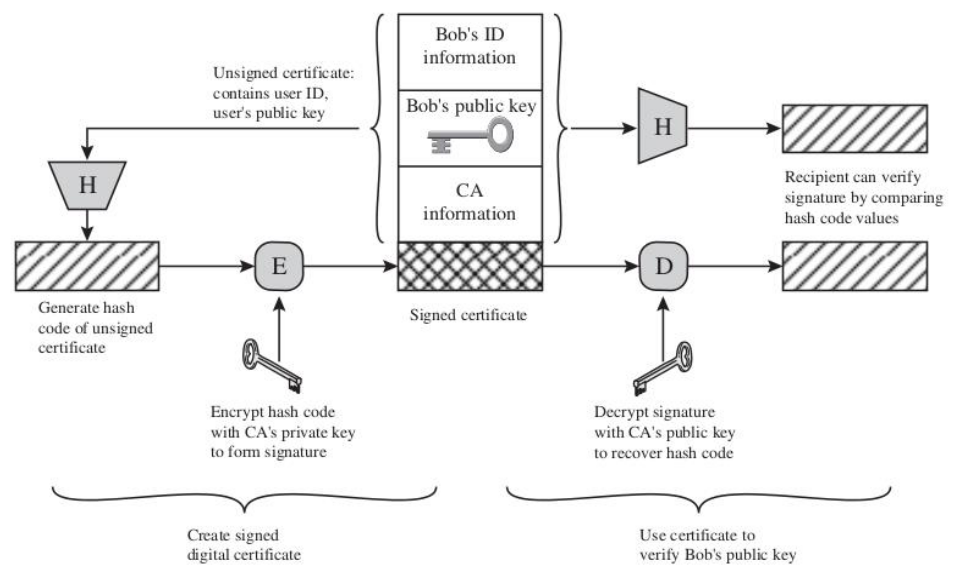 Bob's ID
information
Unsigned certificate:
contains user ID,
user's public key
Bob's public key
H
H
CA
information
Recipient can verify
signature by comparing
hash code values
E
D
Generate hash
code of unsigned
certificate
Signed certificate
Encrypt hash code
with CA's private key
to form signature
Decrypt signature
with CA's public key
to recover hash code
Create signed
digital certificate
Use certificate to
verify Bob's public key